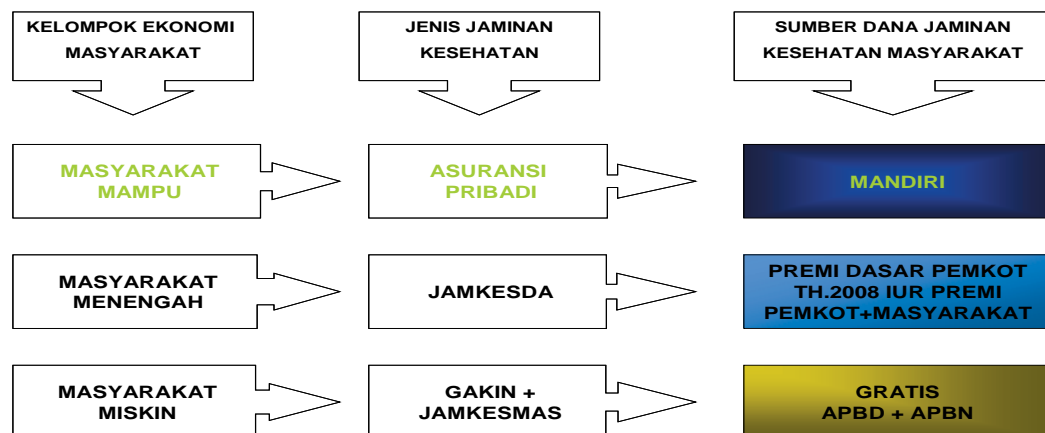 KELOMPOK EKONOMI
MASYARAKAT
JENIS JAMINAN
KESEHATAN
SUMBER DANA JAMINAN
KESEHATAN MASYARAKAT
MASYARAKAT
MAMPU
ASURANSI
PRIBADI
MANDIRI
MASYARAKAT
MENENGAH
JAMKESDA
PREMI DASAR PEMKOT
TH.2008 IUR PREMI
PEMKOT+MASYARAKAT
MASYARAKAT
MISKIN
GAKIN +
JAMKESMAS
GRATIS
APBD + APBN